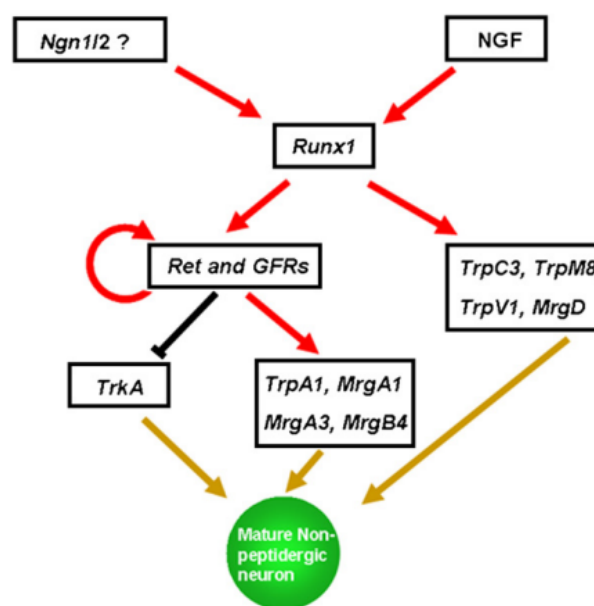 Ngn1/2 ?
NGF
Runx1
Ret and GFRs
TrpC3, TrpM8
TrpV1, MrgD
TrkA
TrpA1, MrgA1
MrgA3, MrgB4
Mature Non-
peptidergic
neuron